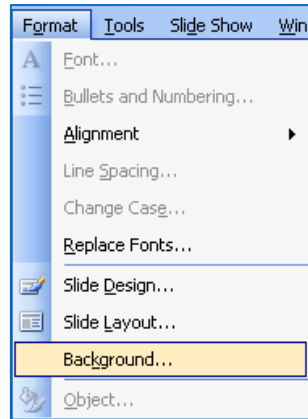 Format Tools Slide Show
Font...
Bullets and Numbering...
Alignment
Line Spacing...
Change Case...
Replace Fonts...
Slide Design...
Slide Layout...
Background...
Object...